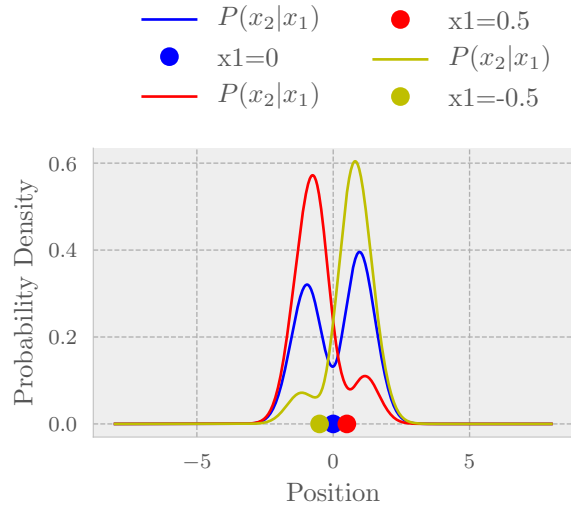 P(x₂|x₁)
x1=0
P(x₂|x₁)
x1=0.5
P(x₂|x₁)
x1=-0.5
0.6
0.4
0.2
0.0
Probability Density
−5
0
5
Position